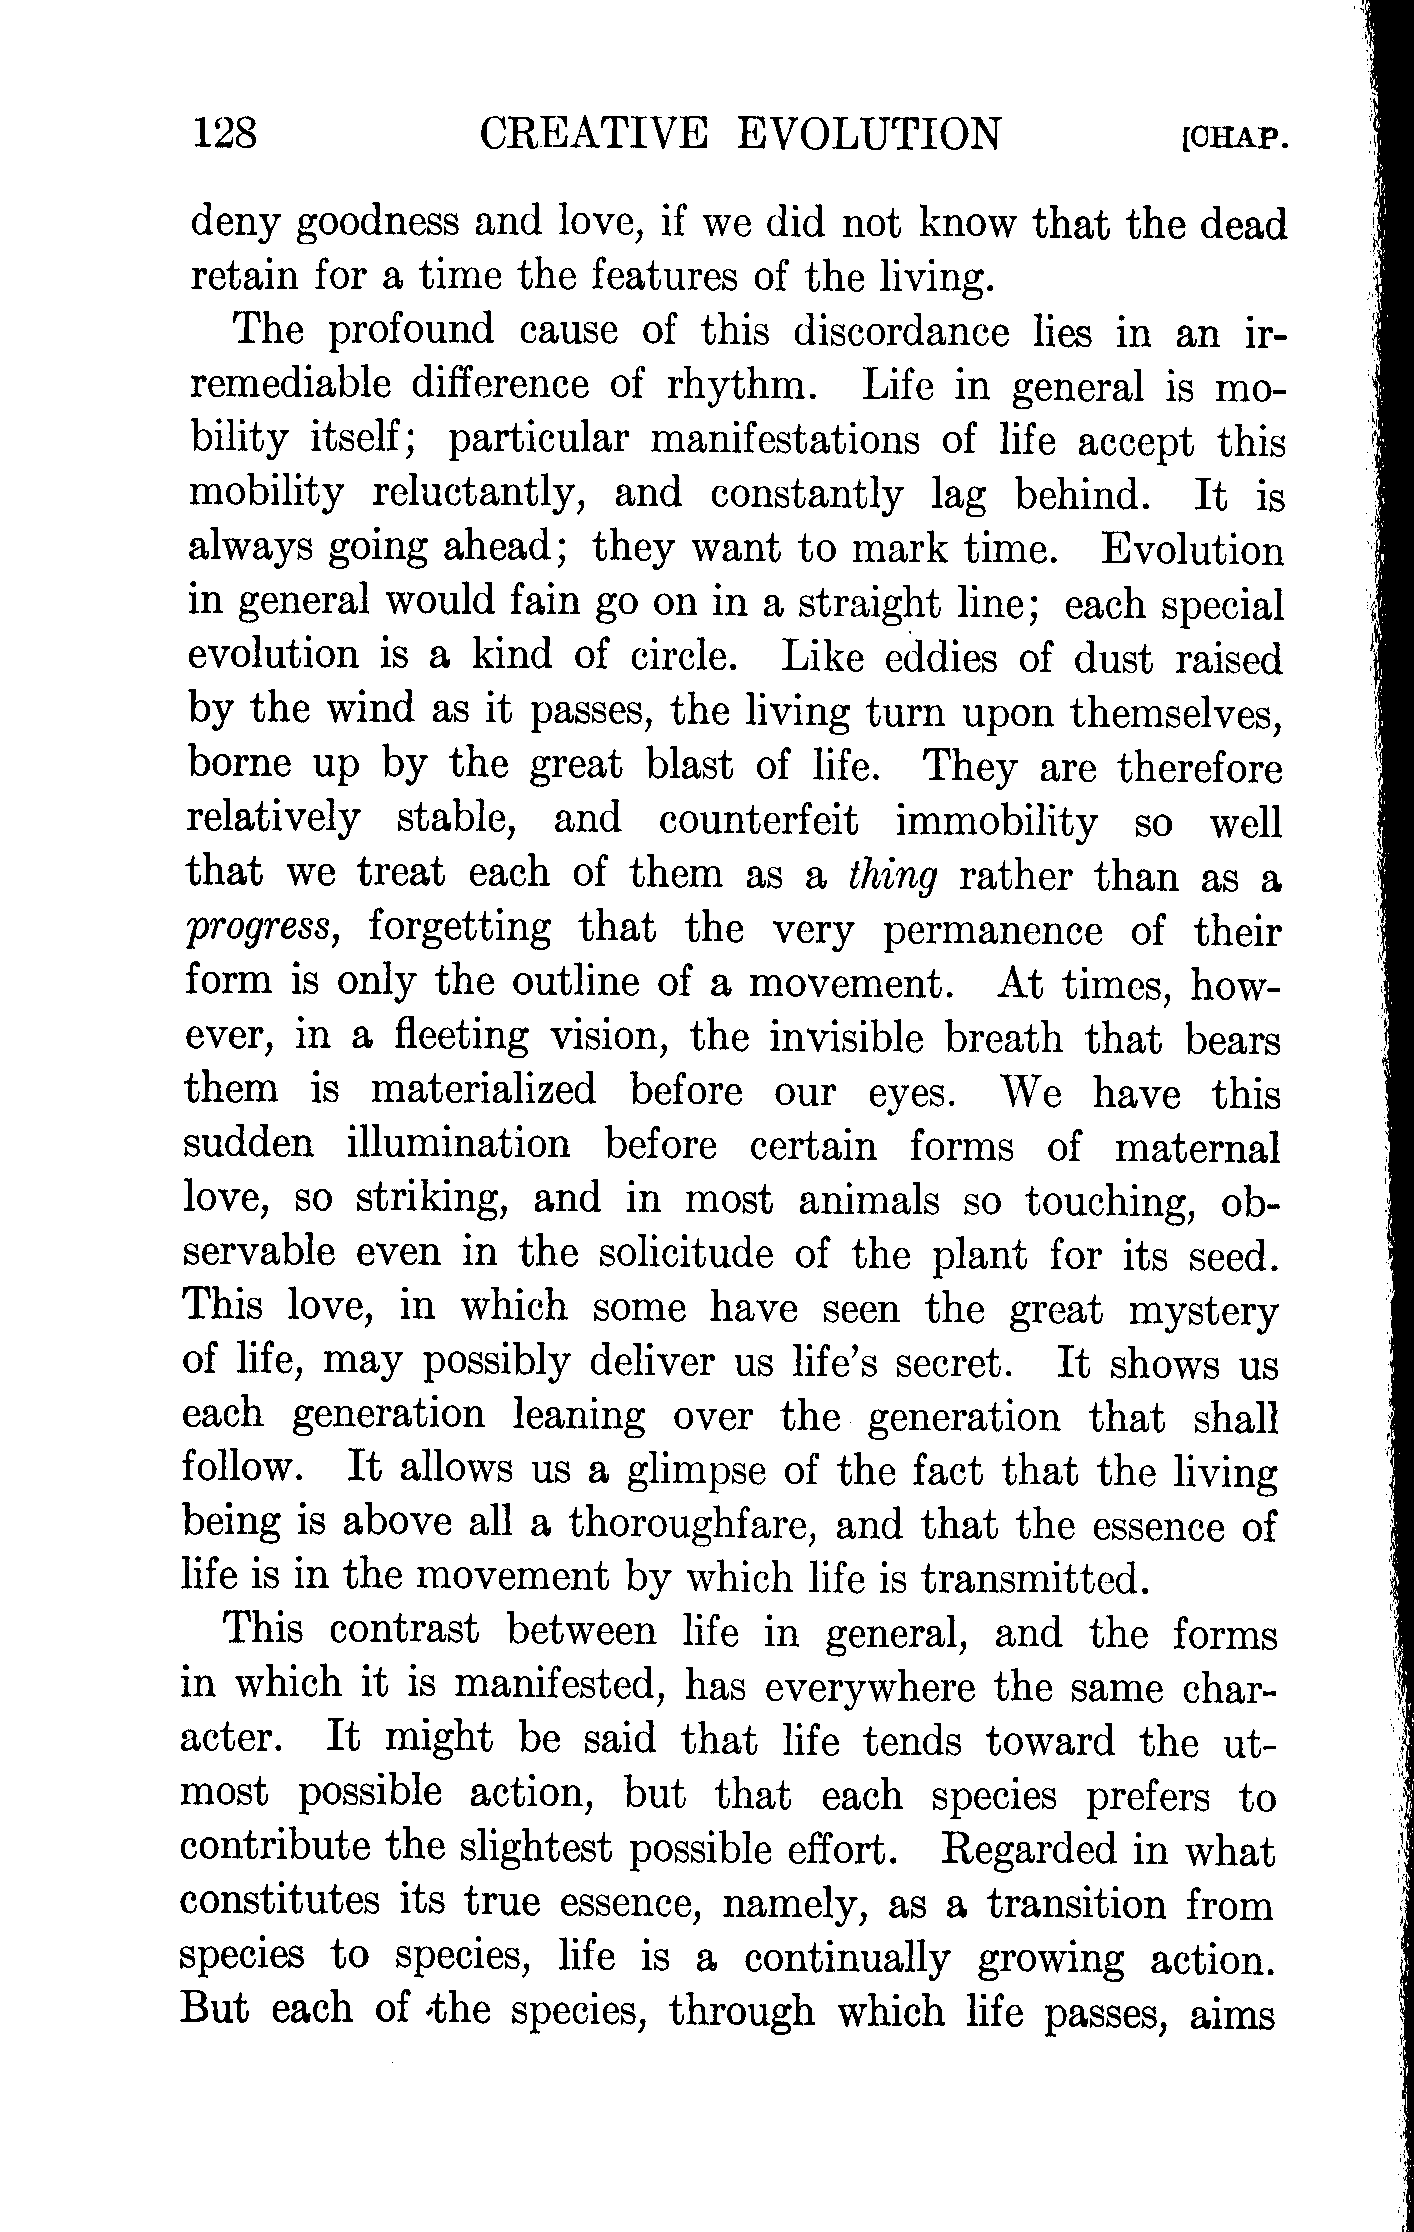 128 CREATIVE EVOLUTION [CHAP.
deny goodness and love, if we did not know that the dead
retain for a time the features of the living.
The profound cause of this discordance lies in an ir-
remediable difference of rhythm. Life in general is mo-
bility itself; particular manifestations of life accept this
mobility reluctantly, and constantly lag behind. It is
always going ahead; they want to mark time. Evolution
in general would fain go on in a straight line; each special
evolution is a kind of circle. Like eddies of dust raised
by the wind as it passes, the living turn upon themselves,
borne up by the great blast of life. They are therefore
relatively stable, and counterfeit immobility so well
that we treat each of them as a thing rather than as a
progress, forgetting that the very permanence of their
form is only the outline of a movement. At times, how-
ever, in a fleeting vision, the invisible breath that bears
them is materialized before our eyes. We have this
sudden illumination before certain forms of maternal
love, so striking, and in most animals so touching, ob-
servable even in the solicitude of the plant for its seed.
This love, in which some have seen the great mystery
of life, may possibly deliver us life's secret. It shows us
each generation leaning over the generation that shall
follow. It allows us a glimpse of the fact that the living
being is above all a thoroughfare, and that the essence of
life is in the movement by which life is transmitted.
This contrast between life in general, and the forms
in which it is manifested, has everywhere the same char-
acter. It might be said that life tends toward the ut-
most possible action, but that each species prefers to
contribute the slightest possible effort. Regarded in what
constitutes its true essence, namely, as a transition from
species to species, life is a continually growing action.
But each of the species, through which life passes, aims